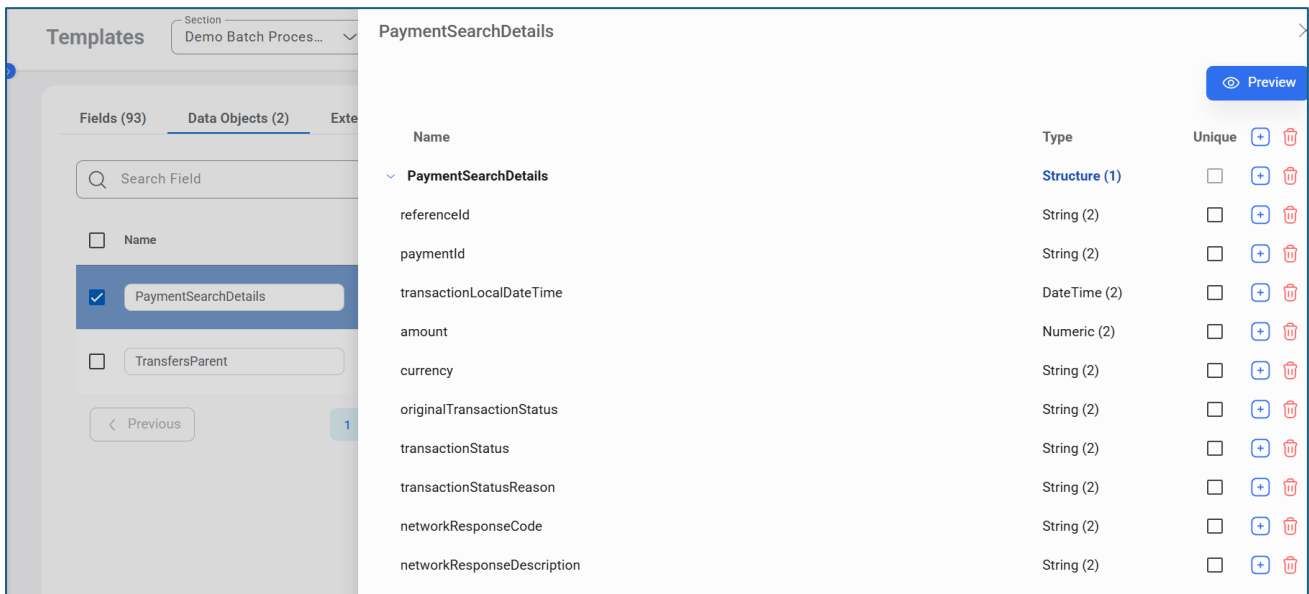 Templates
Section
Demo Batch Proces...
Fields (93)
Data Objects (2)
Exte
Search Field
Name
PaymentSearchDetails
TransfersParent
Previous
1
PaymentSearchDetails
Preview
Name Type Unique
PaymentSearchDetails Structure (1)
referenceId String (2)
paymentId String (2)
transactionLocalDateTime DateTime (2)
amount Numeric (2)
currency String (2)
originalTransactionStatus String (2)
transactionStatus String (2)
transactionStatusReason String (2)
networkResponseCode String (2)
networkResponseDescription String (2)